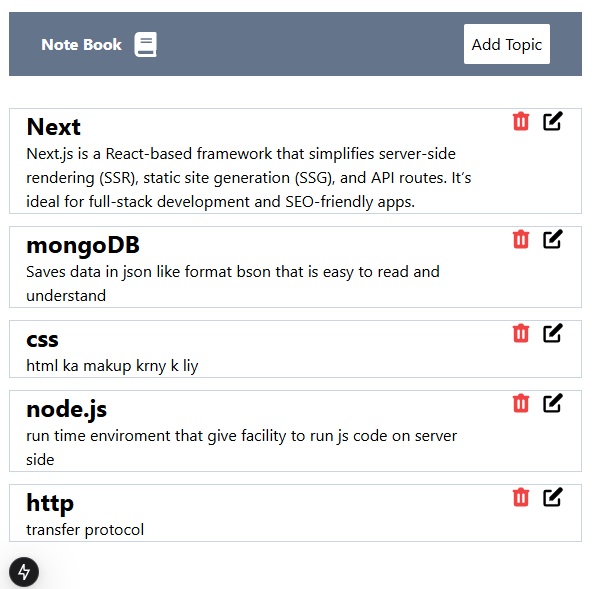 Note Book
Add Topic
Next
Next.js is a React-based framework that simplifies server-side
rendering (SSR), static site generation (SSG), and API routes. It’s
ideal for full-stack development and SEO-friendly apps.
mongoDB
Saves data in json like format bson that is easy to read and
understand
css
html ka makup krny k liy
node.js
run time enviroment that give facility to run js code on server
side
http
transfer protocol